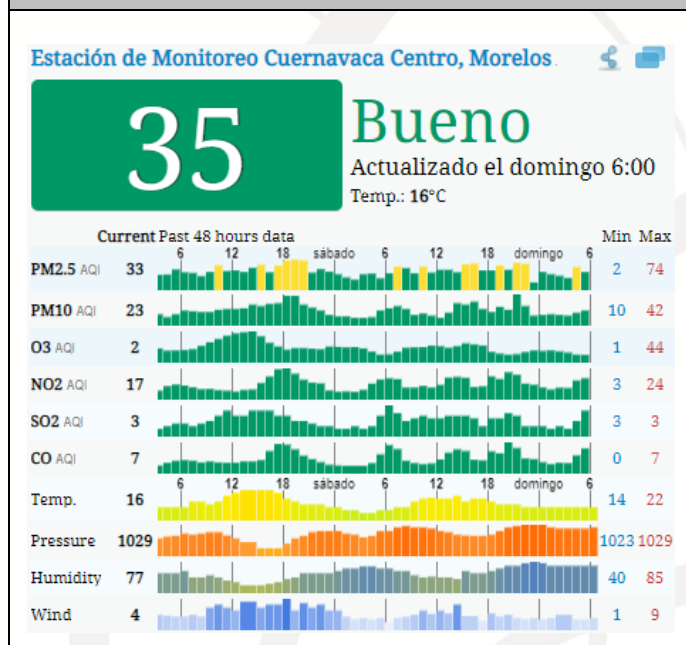 Estación de Monitoreo Cuernavaca Centro, Morelos.
35
Bueno
Actualizado el domingo 6:00
Temp.: 16°C
Current Past 48 hours data Min Max
6 12 18 sábado 6 12 18 domingo 6
PM2.5 AQI 33 2 74
PM10 AQI 23 10 42
O3 AQI 2 1 44
NO2 AQI 17 3 24
SO2 AQI 3 3 3
CO AQI 7 0 7
6 12 18 sábado 6 12 18 domingo 6
Temp. 16 14 22
Pressure 1029 1023 1029
Humidity 77 40 85
Wind 4 1 9